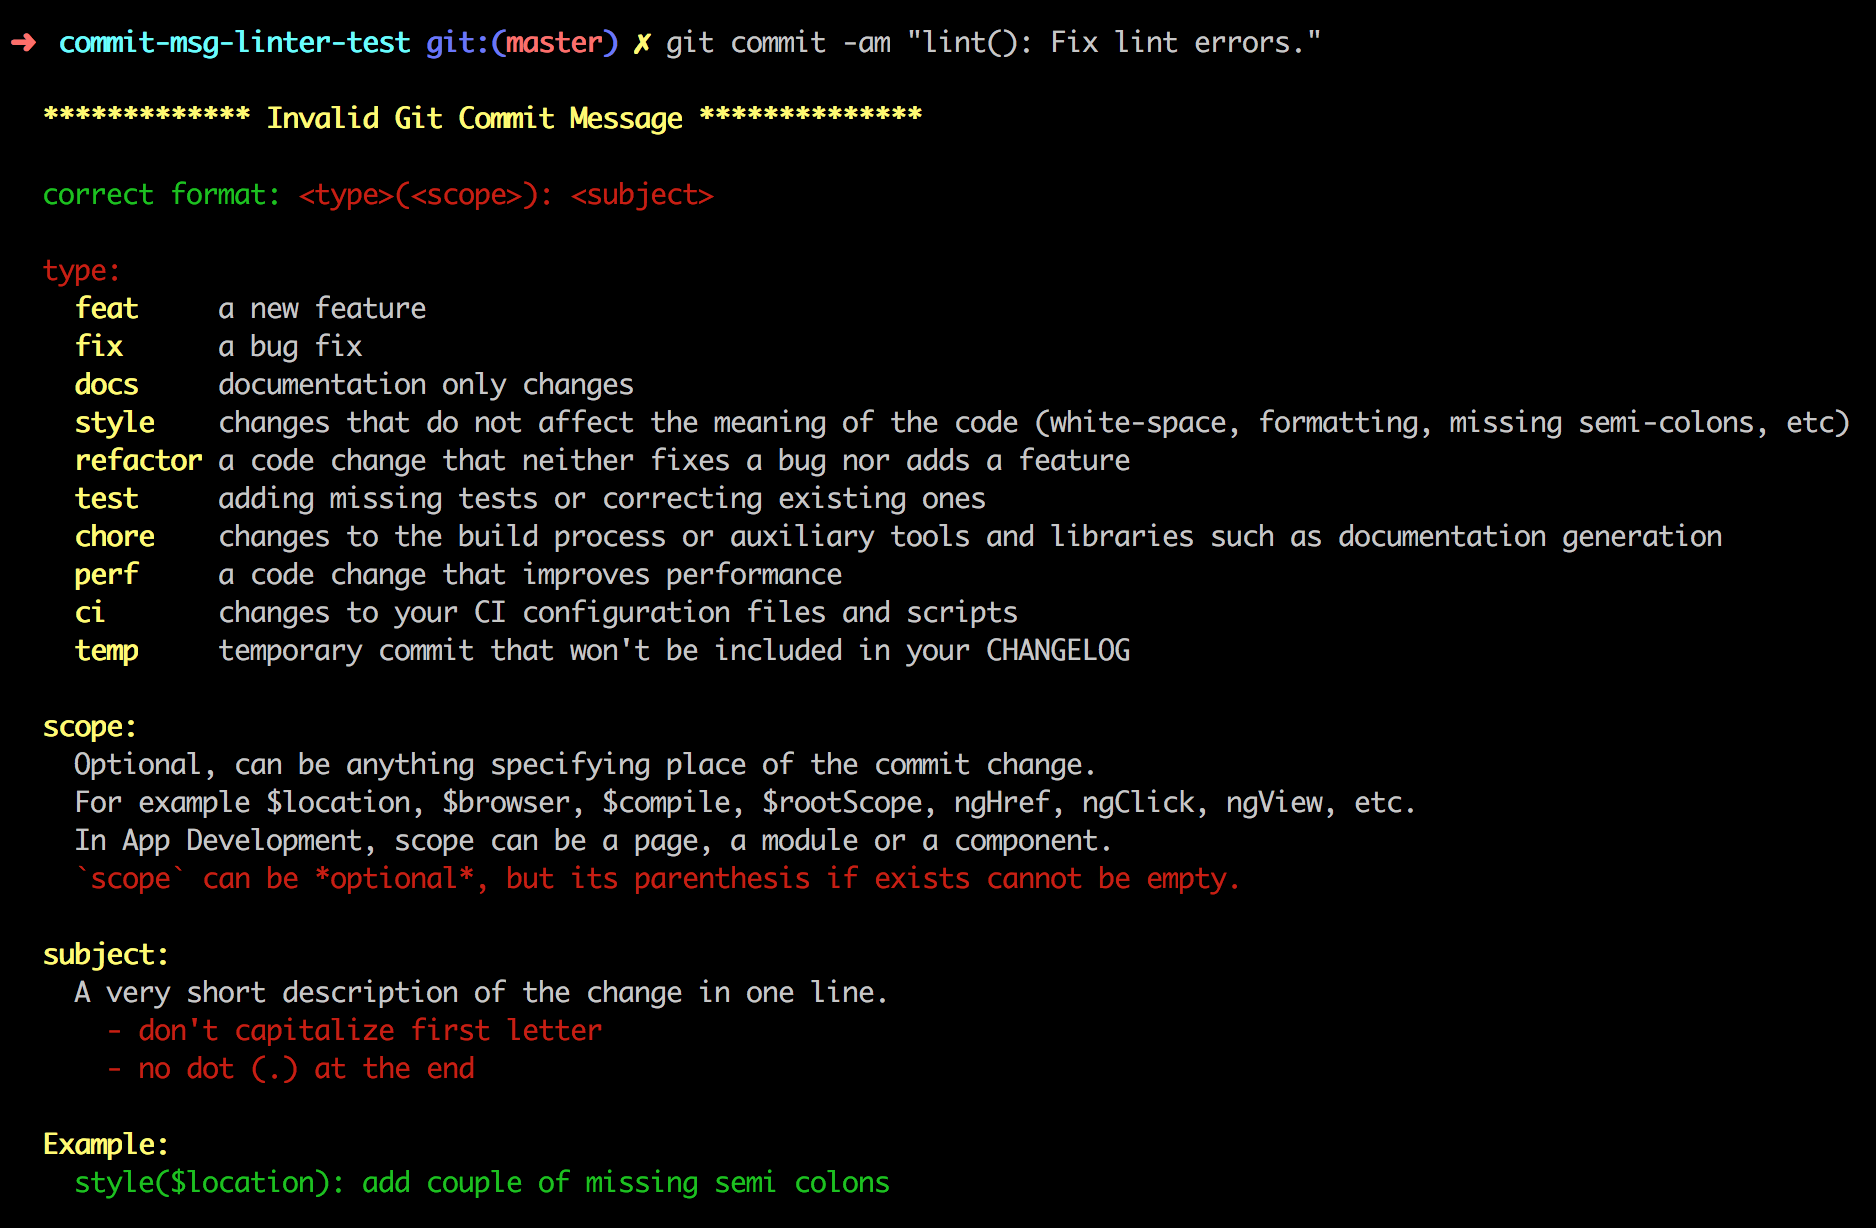 ➜ commit-msg-linter-test git:(master) ✗ git commit -am "lint(): Fix lint errors."
************* Invalid Git Commit Message **************
correct format: <type>(<scope>): <subject>
type:
feat a new feature
fix a bug fix
docs documentation only changes
style changes that do not affect the meaning of the code (white-space, formatting, missing semi-colons, etc)
refactor a code change that neither fixes a bug nor adds a feature
test adding missing tests or correcting existing ones
chore changes to the build process or auxiliary tools and libraries such as documentation generation
perf a code change that improves performance
ci changes to your CI configuration files and scripts
temp temporary commit that won't be included in your CHANGELOG
scope:
Optional, can be anything specifying place of the commit change.
For example $location, $browser, $compile, $rootScope, ngHref, ngClick, ngView, etc.
In App Development, scope can be a page, a module or a component.
`scope` can be *optional*, but its parenthesis if exists cannot be empty.
subject:
A very short description of the change in one line.
- don't capitalize first letter
- no dot (.) at the end
Example:
style($location): add couple of missing semi colons